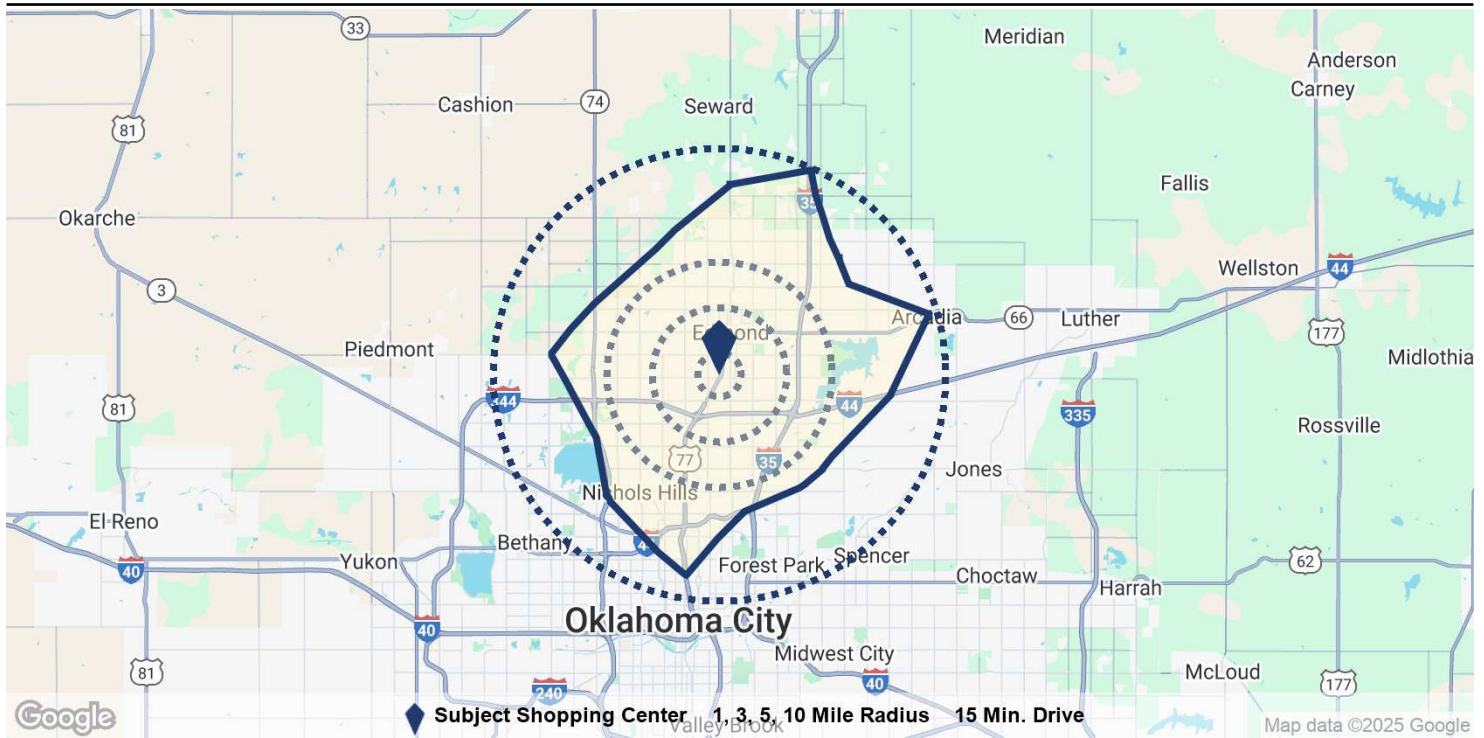 33
Meridian
Anderson
Carney
Cashion
74
Seward
81
Fallis
35
Okarche
Wellston
44
3
Arcadia
66
Luther
177
Edmond
Piedmont
Midlothia
344
44
81
335
Rossville
77
35
Jones
Nichols Hills
El Reno
Bethany
Spencer
62
Yukon
Forest Park
40
Choctaw
Harrah
Oklahoma City
40
Midwest City
81
McLoud
240
40
177
Google
Subject Shopping Center 1, 3, 5, 10 Mile Radius 15 Min. Drive
Valley Brook
Map data ©2025 Google